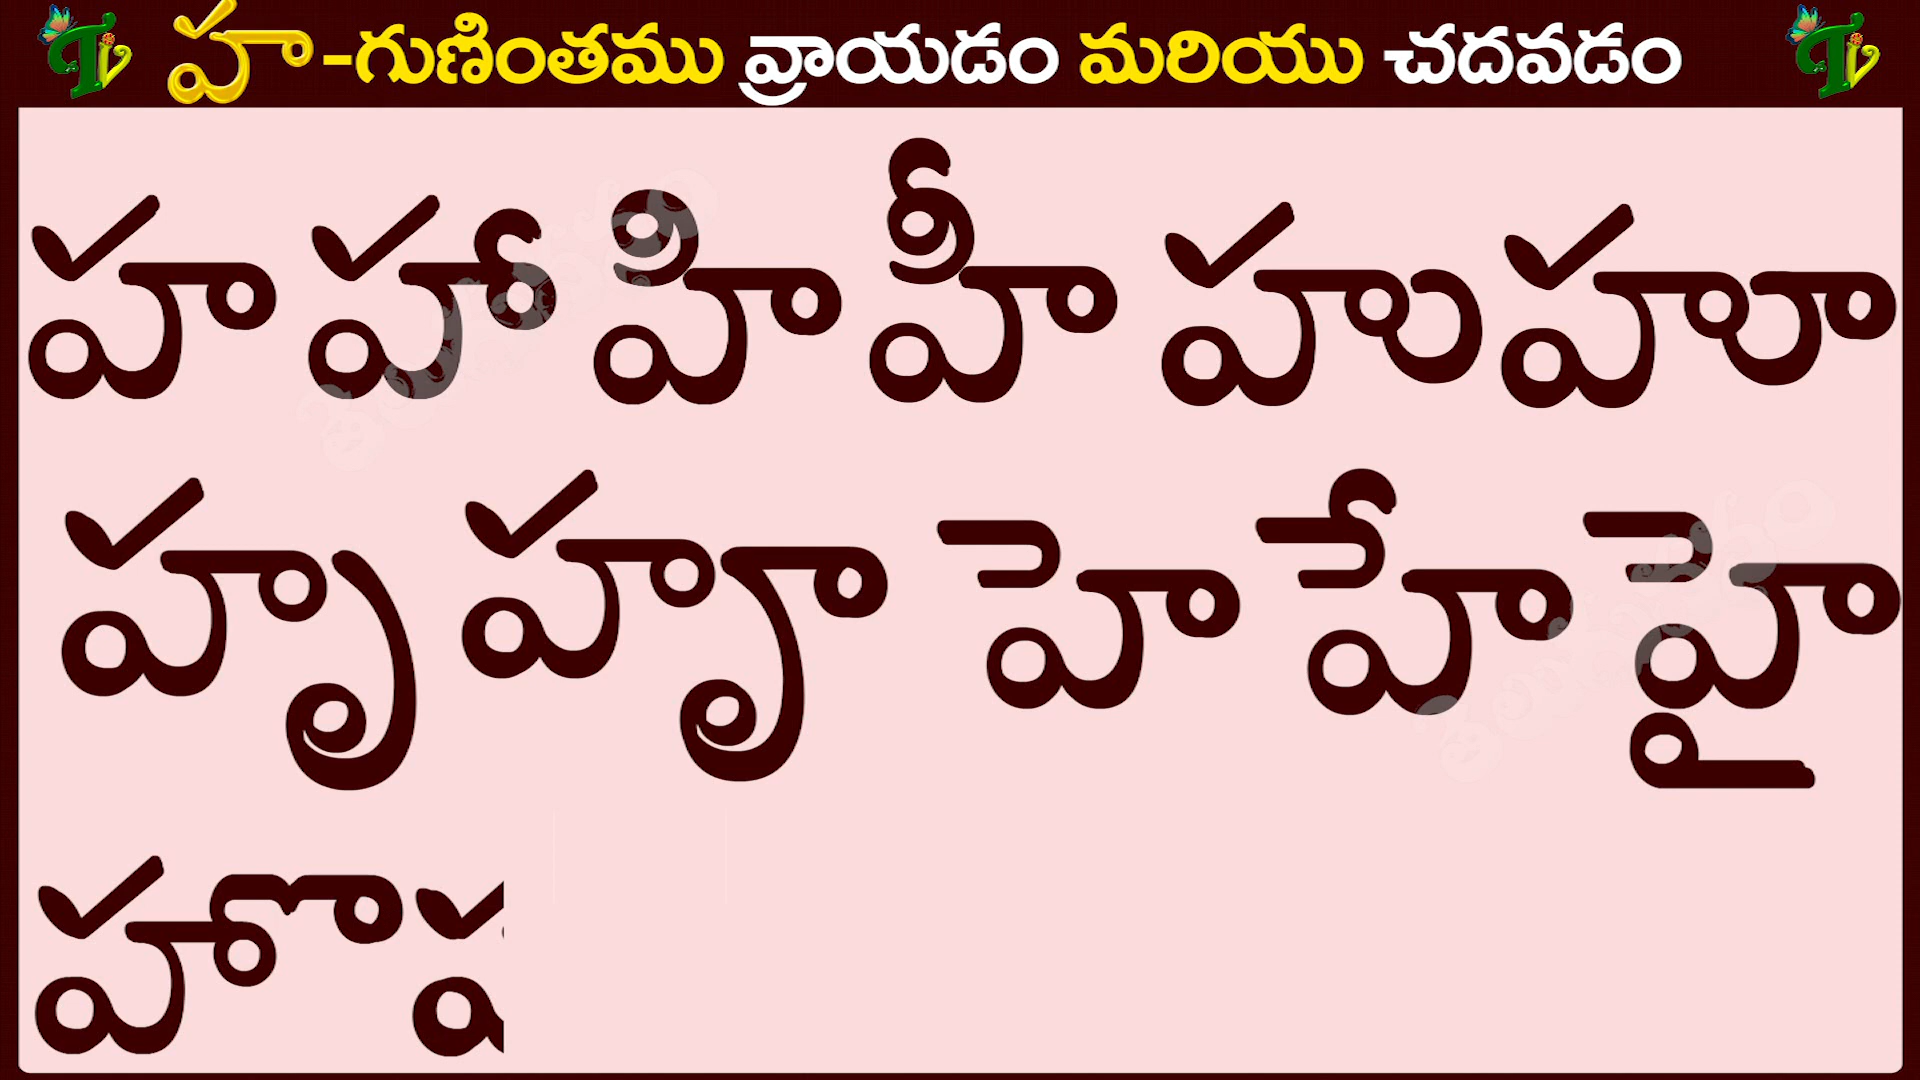 హ-గుణింతము వ్రాయడం మరియు చదవడం
హ హా హి హీ హు హూ
హృ హౄ హె హే హై
హొ